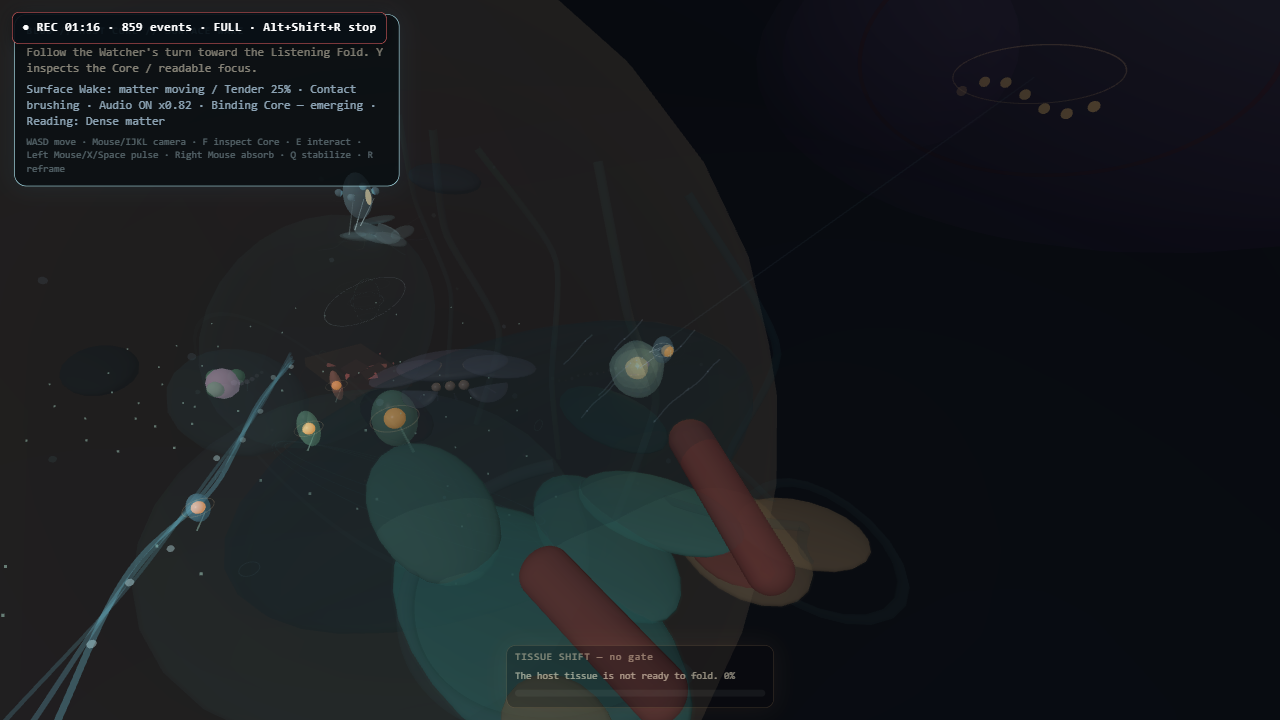 ● REC 01:16 · 859 events · FULL · Alt+Shift+R stop
Follow the Watcher's turn toward the Listening Fold. Y
inspects the Core / readable focus.
Surface Wake: matter moving / Tender 25% · Contact
brushing · Audio ON x0.82 · Binding Core — emerging ·
Reading: Dense matter
WASD move · Mouse/IJKL camera · F inspect Core · E interact ·
Left Mouse/X/Space pulse · Right Mouse absorb · Q stabilize · R
reframe
TISSUE SHIFT — no gate
The host tissue is not ready to fold. 0%